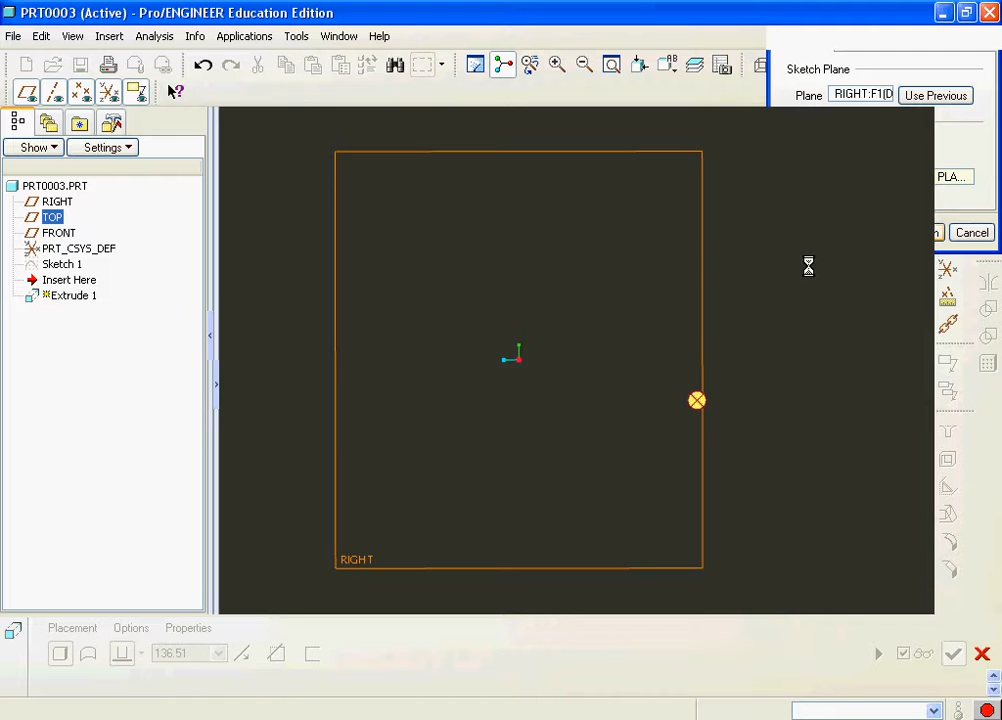 PRT0003 (Active) - Pro/ENGINEER Education Edition
File Edit View Insert Analysis Info Applications Tools Window Help
Sketch Plane
Plane RIGHT:F1(D Use Previous
PLA...
Cancel
Show Settings
PRT0003.PRT
RIGHT
TOP
FRONT
PRT_CSYS_DEF
Sketch 1
Insert Here
Extrude 1
RIGHT
Placement Options Properties
136.51